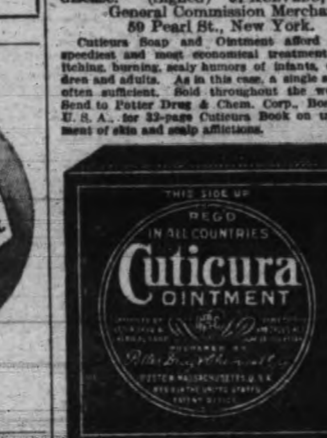 General Commission Mercha
59 Pearl St., New York.
Cuticura Soap and Ointment afford
speediest and most economical treatment
itching, burning, scaly humors of infants,
dren and adults. As in this case, a single s
often sufficient. Sold throughout the w
Send to Potter Drug & Chem. Corp., Bos
U. S. A., for 32-page Cuticura Book on
ment of skin and scalp afflictions.
THIS SIDE UP
REG'D
IN ALL COUNTRIES
Cuticura
OINTMENT
PREPARED BY
BOSTON MASSACHUSETTS, U.S.A.
PATENT OFFICE